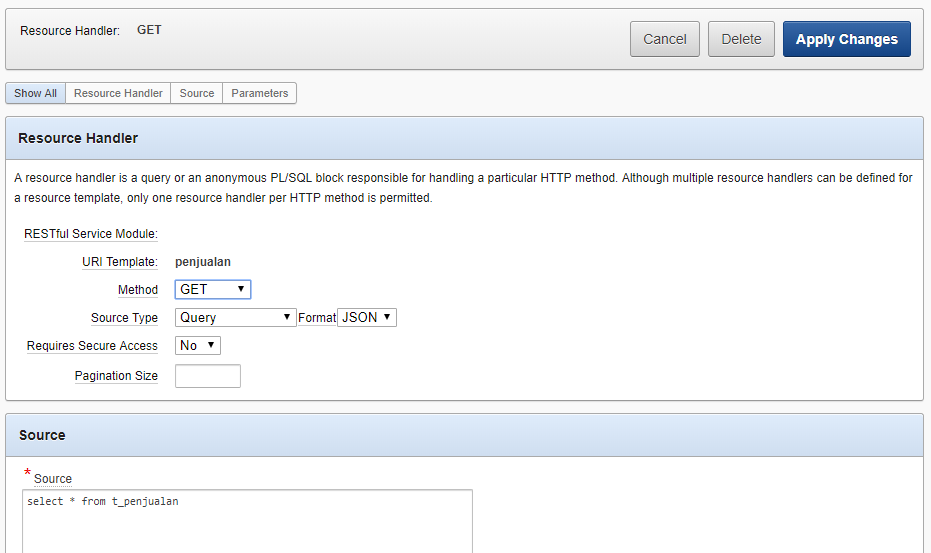 Resource Handler: GET
Cancel Delete Apply Changes
Show All Resource Handler Source Parameters
Resource Handler
A resource handler is a query or an anonymous PL/SQL block responsible for handling a particular HTTP method. Although multiple resource handlers can be defined for
a resource template, only one resource handler per HTTP method is permitted.
RESTful Service Module:
URI Template: penjualan
Method GET
Source Type Query Format JSON
Requires Secure Access No
Pagination Size
Source
* Source
select * from t_penjualan